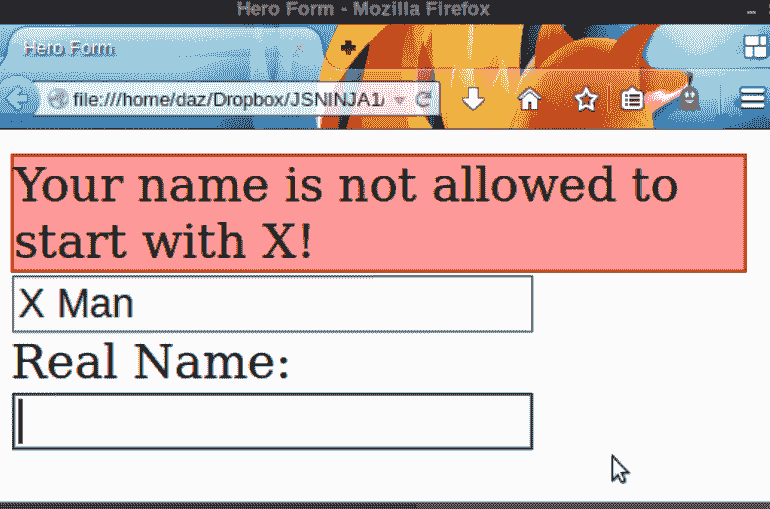 Hero Form - Mozilla Firefox
Hero Form
file:///home/daz/Dropbox/JSNINJA1/
Your name is not allowed to
start with X!
X Man
Real Name: